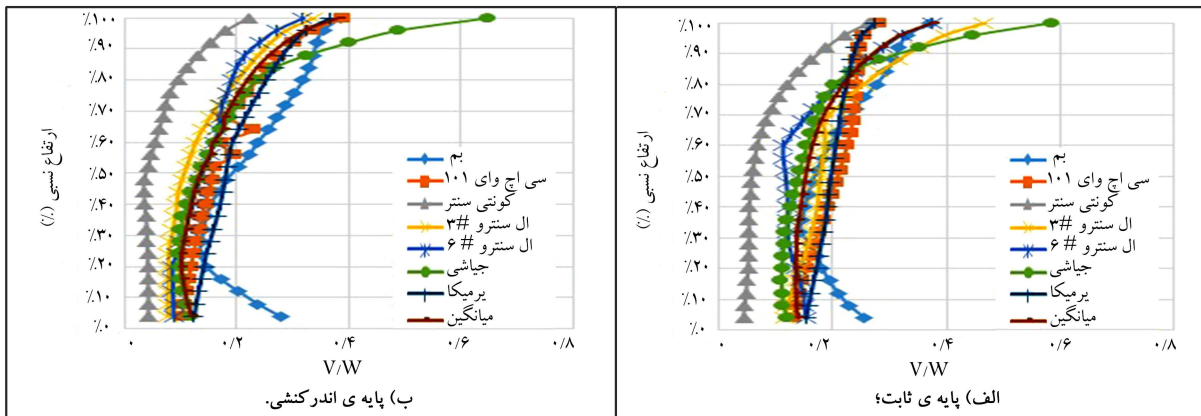 ٪۱۰۰
٪۹۰
٪۸۰
٪۷۰
٪۶۰
٪۵۰
٪۴۰
٪۳۰
٪۲۰
٪۱۰
٪۰
ارتفاع نسبی (٪)
بم
سی اچ وای ۱۰۱
کونتی سنتر
ال سنترو #۳
ال سنترو # ۶
جیاشی
یرمیکا
میانگین
۰ ۰/۲ ۰/۴ ۰/۶ ۰/۸
V/W
الف) پایه ی ثابت؛
٪۱۰۰
٪۹۰
٪۸۰
٪۷۰
٪۶۰
٪۵۰
٪۴۰
٪۳۰
٪۲۰
٪۱۰
٪۰
ارتفاع نسبی (٪)
بم
سی اچ وای ۱۰۱
کونتی سنتر
ال سنترو #۳
ال سنترو # ۶
جیاشی
یرمیکا
میانگین
۰ ۰/۲ ۰/۴ ۰/۶ ۰/۸
V/W
ب) پایه ی اندرکنشی.